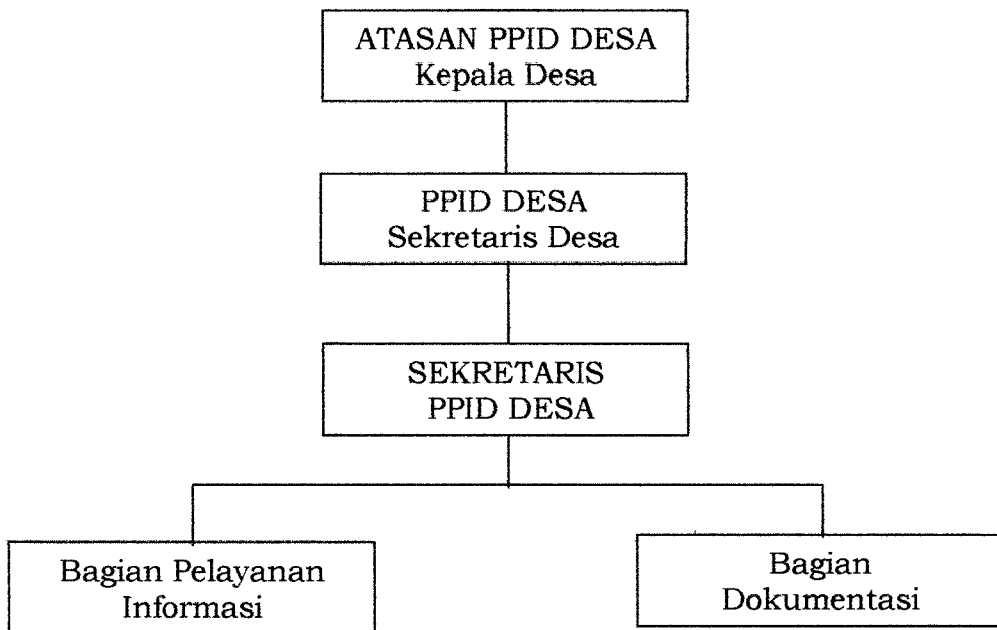 ATASAN PPID DESA
Kepala Desa
PPID DESA
Sekretaris Desa
SEKRETARIS
PPID DESA
Bagian Pelayanan
Informasi
Bagian
Dokumentasi